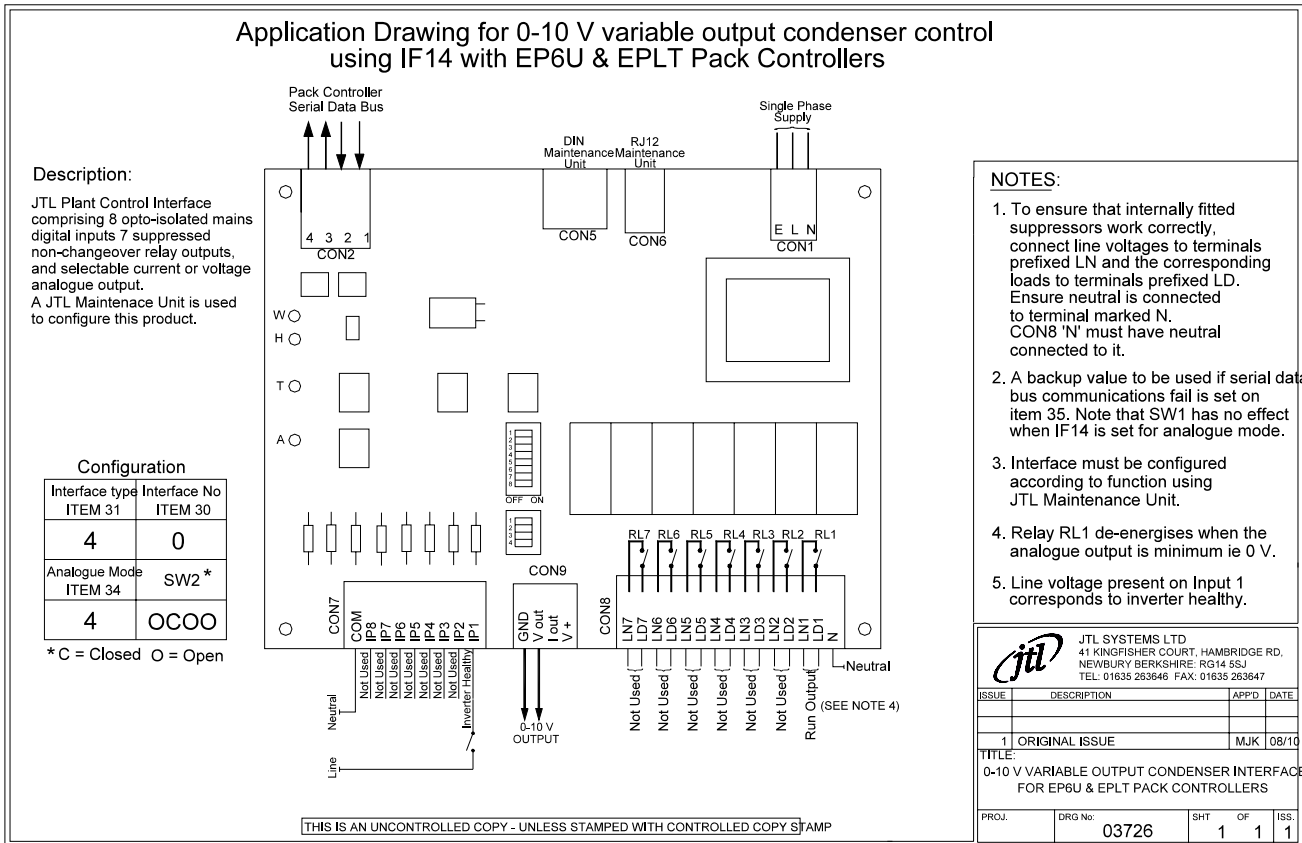 Application Drawing for 0-10 V variable output condenser control
using IF14 with EP6U & EPLT Pack Controllers
Pack Controller
Serial Data Bus
Single Phase
Supply
DIN
Maintenance
Unit
RJ12
Maintenance
Unit
4 3 2 1
CON2
CON5
CON6
E L N
CON1
Description:
JTL Plant Control Interface
comprising 8 opto-isolated mains
digital inputs 7 suppressed
non-changeover relay outputs,
and selectable current or voltage
analogue output.
A JTL Maintenace Unit is used
to configure this product.
W
H
T
A
1
2
3
4
5
6
7
8
OFF ON
1
2
3
4
Configuration
Interface type
ITEM 31
Interface No
ITEM 30
4
0
Analogue Mode
ITEM 34
SW2*
4
OCOO
* C = Closed O = Open
RL7 RL6 RL5 RL4 RL3 RL2 RL1
CON7
COM
IP8
IP7
IP6
IP5
IP4
IP3
IP2
IP1
Neutral
Not Used
Not Used
Not Used
Not Used
Not Used
Not Used
Not Used
Inverter Healthy
Line
CON9
GND
V out
I out
V +
0-10 V
OUTPUT
CON8
LN7
LD7
LN6
LD6
LN5
LD5
LN4
LD4
LN3
LD3
LN2
LD2
LN1
LD1
N
Not Used
Not Used
Not Used
Not Used
Not Used
Not Used
Run Output
Neutral
(SEE NOTE 4)
NOTES:
1. To ensure that internally fitted
suppressors work correctly,
connect line voltages to terminals
prefixed LN and the corresponding
loads to terminals prefixed LD.
Ensure neutral is connected
to terminal marked N.
CON8 'N' must have neutral
connected to it.
2. A backup value to be used if serial data
bus communications fail is set on
item 35. Note that SW1 has no effect
when IF14 is set for analogue mode.
3. Interface must be configured
according to function using
JTL Maintenance Unit.
4. Relay RL1 de-energises when the
analogue output is minimum ie 0 V.
5. Line voltage present on Input 1
corresponds to inverter healthy.
jtl
JTL SYSTEMS LTD
41 KINGFISHER COURT, HAMBRIDGE RD,
NEWBURY BERKSHIRE: RG14 5SJ
TEL: 01635 263646 FAX: 01635 263647
ISSUE DESCRIPTION APP'D DATE
1 ORIGINAL ISSUE MJK 08/10
TITLE:
0-10 V VARIABLE OUTPUT CONDENSER INTERFACE
FOR EP6U & EPLT PACK CONTROLLERS
PROJ. DRG No: SHT OF ISS.
03726 1 1 1
THIS IS AN UNCONTROLLED COPY - UNLESS STAMPED WITH CONTROLLED COPY STAMP